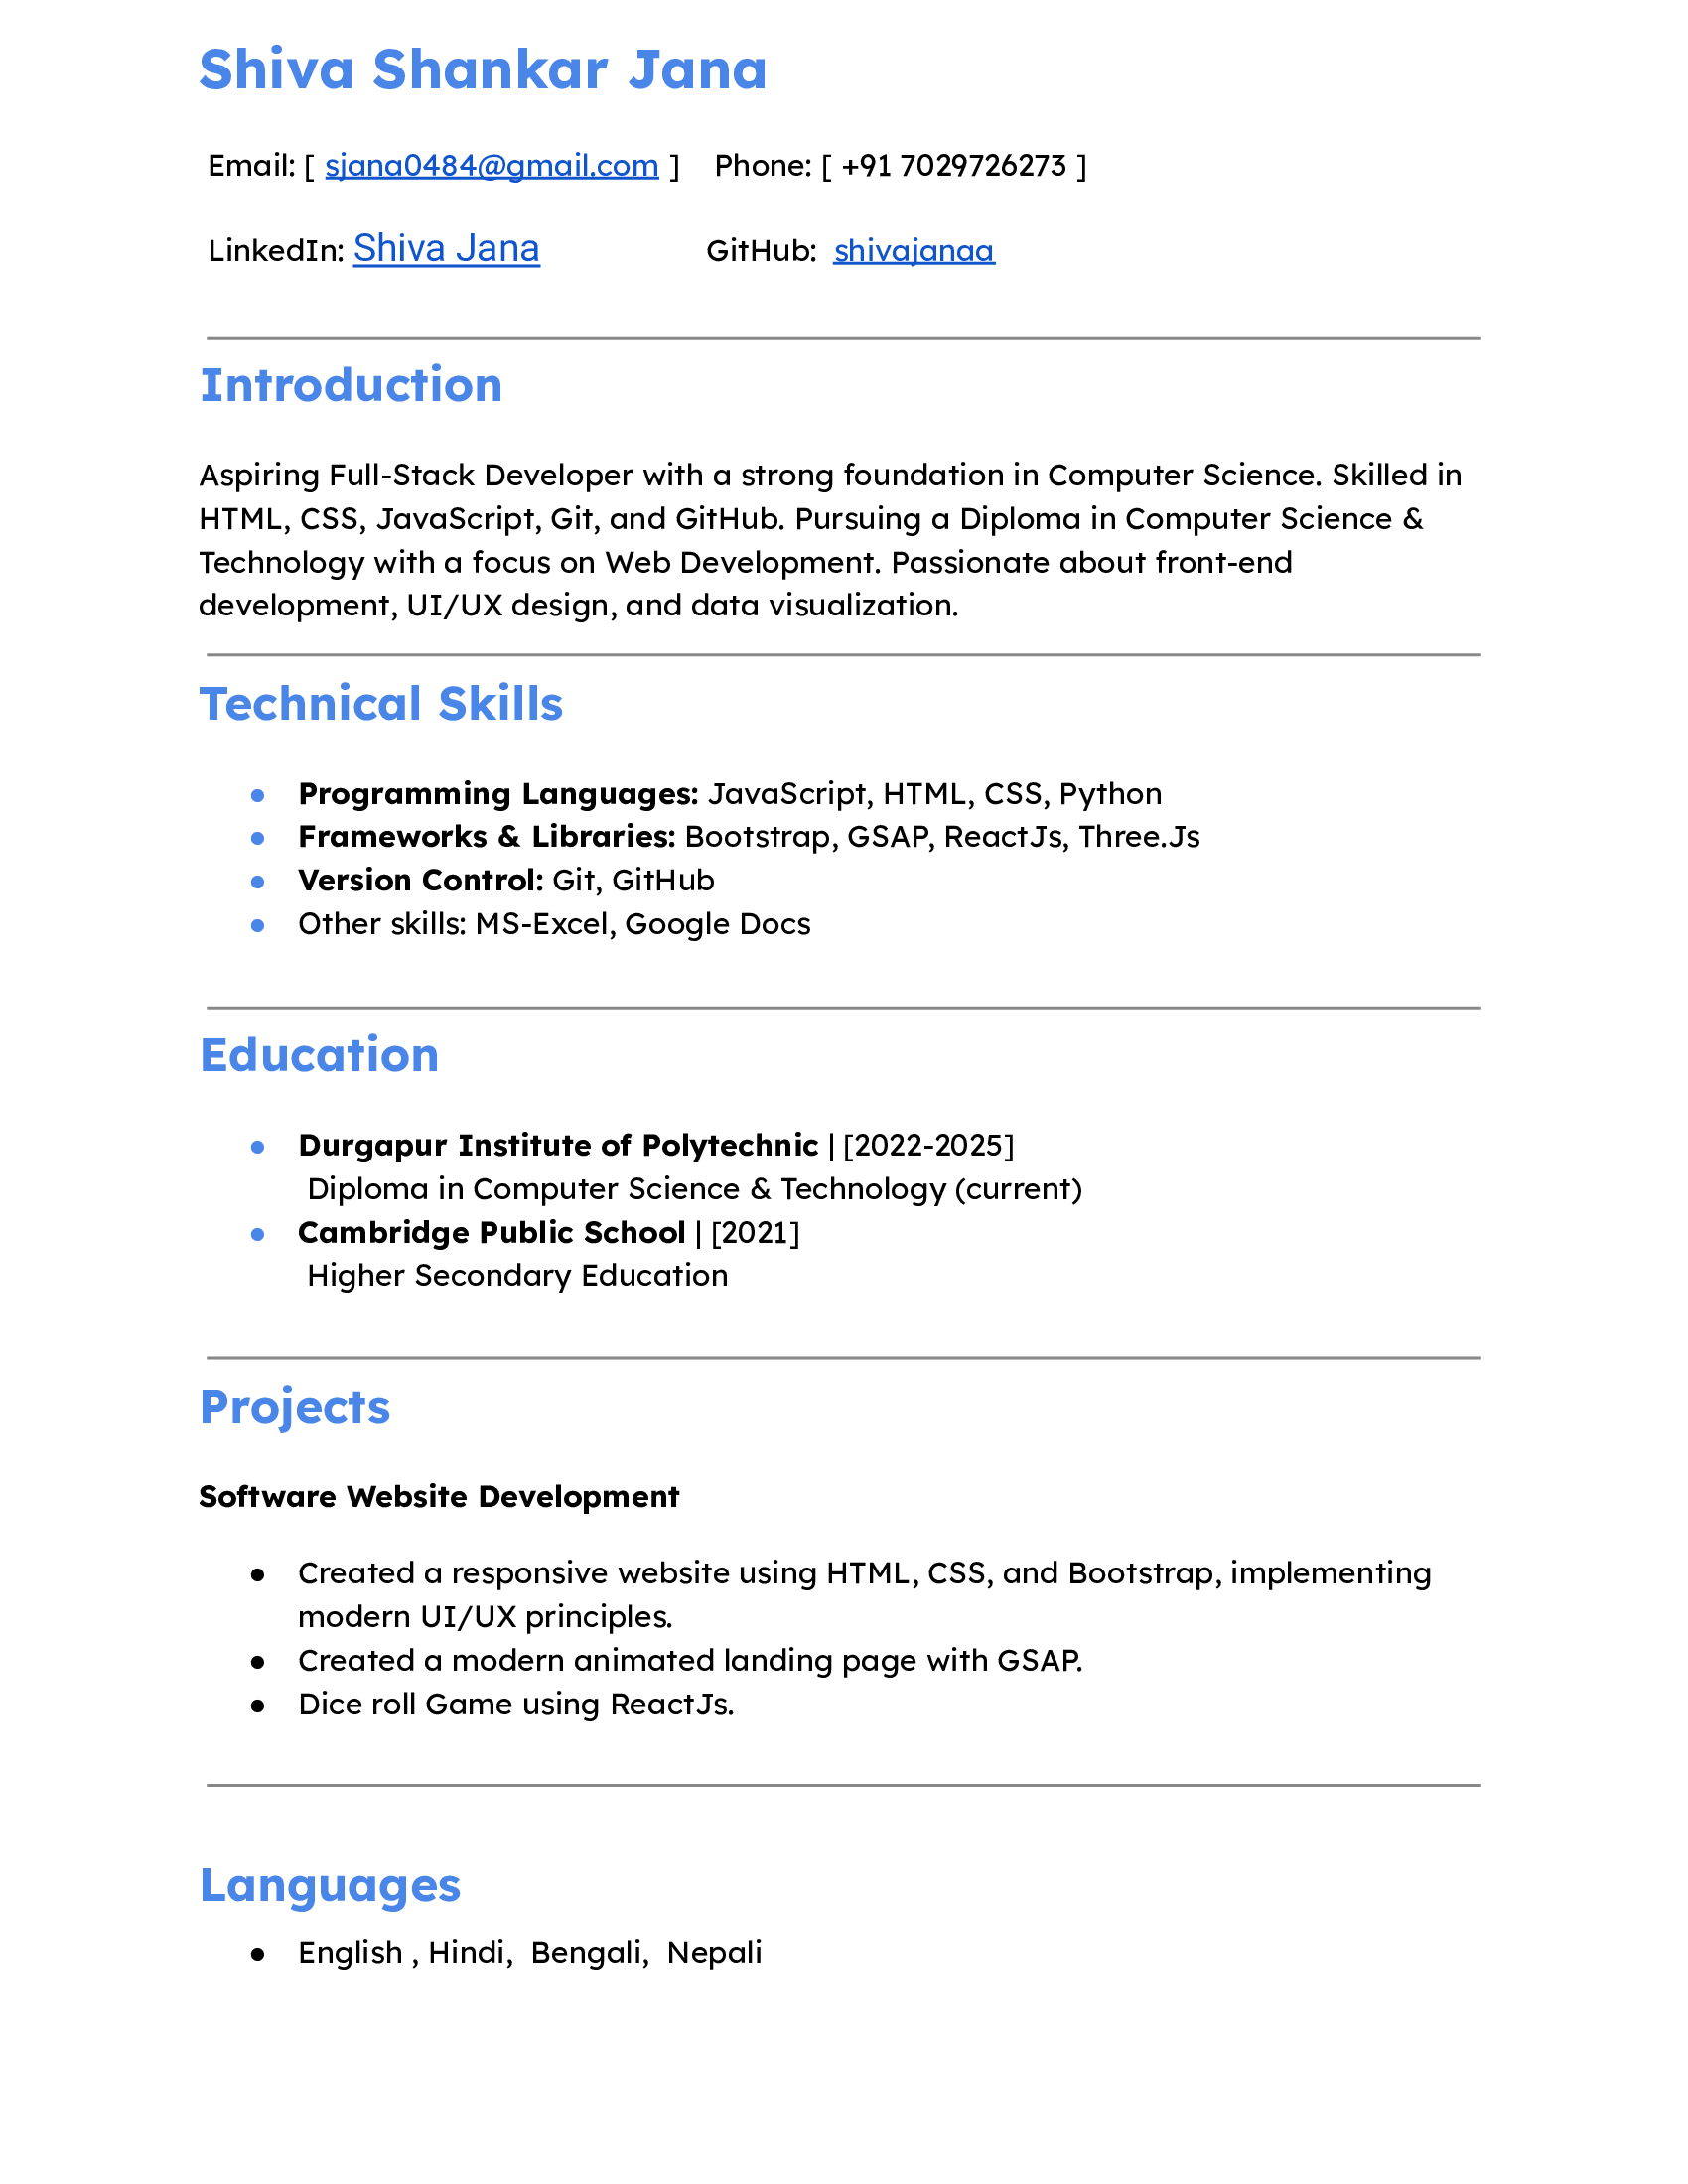 Shiva Shankar Jana
Email: [ sjana0484@gmail.com ] Phone: [ +91 7029726273 ]
LinkedIn: Shiva Jana GitHub: shivajanaa
Introduction
Aspiring Full-Stack Developer with a strong foundation in Computer Science. Skilled in
HTML, CSS, JavaScript, Git, and GitHub. Pursuing a Diploma in Computer Science &
Technology with a focus on Web Development. Passionate about front-end
development, UI/UX design, and data visualization.
Technical Skills
● Programming Languages: JavaScript, HTML, CSS, Python
● Frameworks & Libraries: Bootstrap, GSAP, ReactJs, Three.Js
● Version Control: Git, GitHub
● Other skills: MS-Excel, Google Docs
Education
● Durgapur Institute of Polytechnic | [2022-2025]
Diploma in Computer Science & Technology (current)
● Cambridge Public School | [2021]
Higher Secondary Education
Projects
Software Website Development
● Created a responsive website using HTML, CSS, and Bootstrap, implementing
modern UI/UX principles.
● Created a modern animated landing page with GSAP.
● Dice roll Game using ReactJs.
Languages
● English , Hindi, Bengali, Nepali